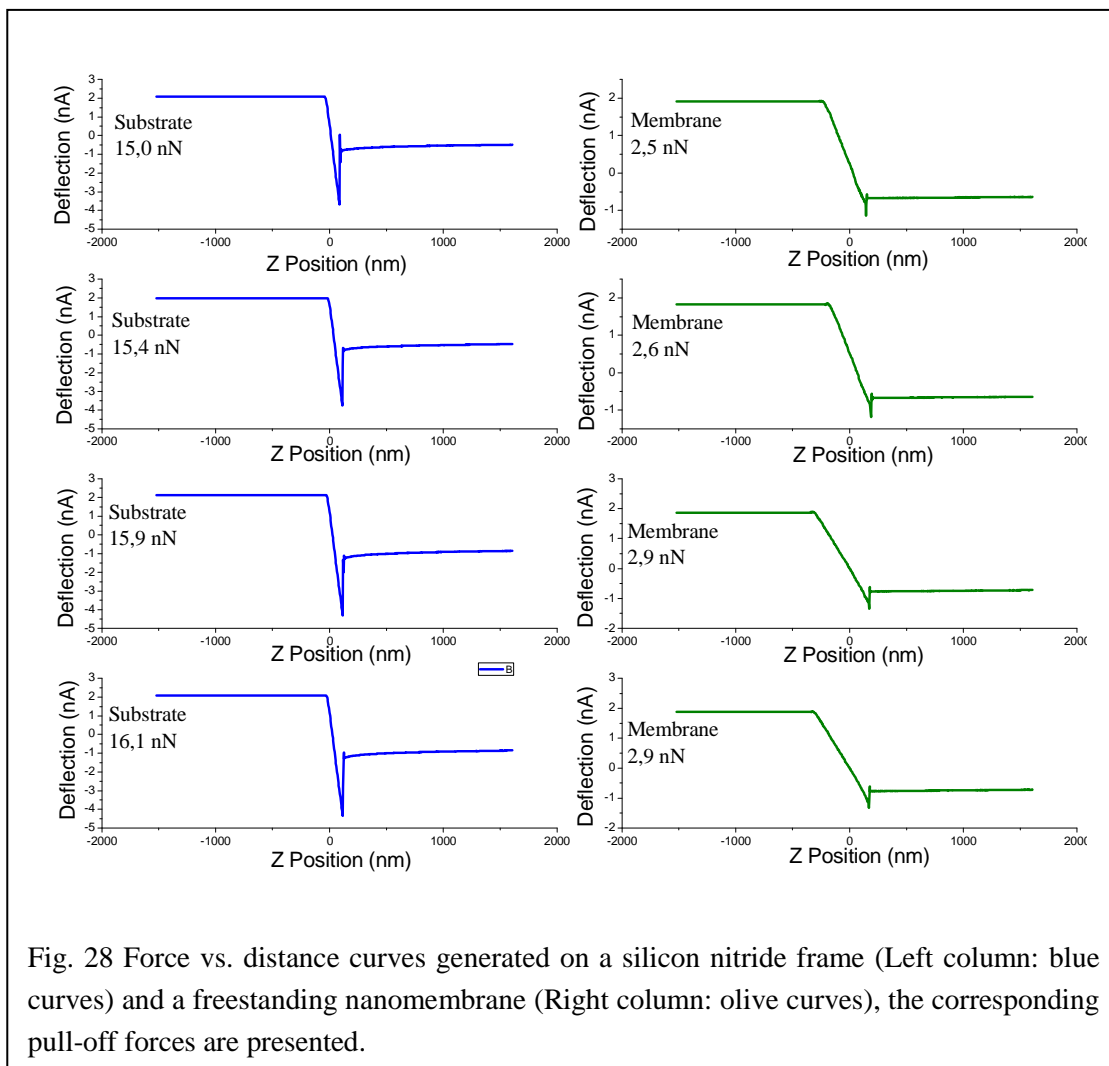 3
2
1
0
-1
-2
-3
-4
-5
-2000 -1000 0 1000 2000
Deflection (nA)
Z Position (nm)
Substrate
15,0 nN
2
1
0
-1
-2000 -1000 0 1000 2000
Deflection (nA)
Z Position (nm)
Membrane
2,5 nN
3
2
1
0
-1
-2
-3
-4
-5
-2000 -1000 0 1000 2000
Deflection (nA)
Z Position (nm)
Substrate
15,4 nN
2
1
0
-1
-2000 -1000 0 1000 2000
Deflection (nA)
Z Position (nm)
Membrane
2,6 nN
3
2
1
0
-1
-2
-3
-4
-5
-2000 -1000 0 1000 2000
Deflection (nA)
Z Position (nm)
Substrate
15,9 nN
3
2
1
0
-1
-2
-2000 -1000 0 1000 2000
Deflection (nA)
Z Position (nm)
Membrane
2,9 nN
B
3
2
1
0
-1
-2
-3
-4
-5
-2000 -1000 0 1000 2000
Deflection (nA)
Z Position (nm)
Substrate
16,1 nN
3
2
1
0
-1
-2
-2000 -1000 0 1000 2000
Deflection (nA)
Z Position (nm)
Membrane
2,9 nN
Fig. 28 Force vs. distance curves generated on a silicon nitride frame (Left column: blue
curves) and a freestanding nanomembrane (Right column: olive curves), the corresponding
pull-off forces are presented.